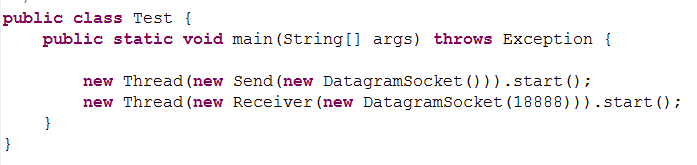 public class Test {
    public static void main(String[] args) throws Exception {

        new Thread(new Send(new DatagramSocket())).start();
        new Thread(new Receiver(new DatagramSocket(18888))).start();
    }
}